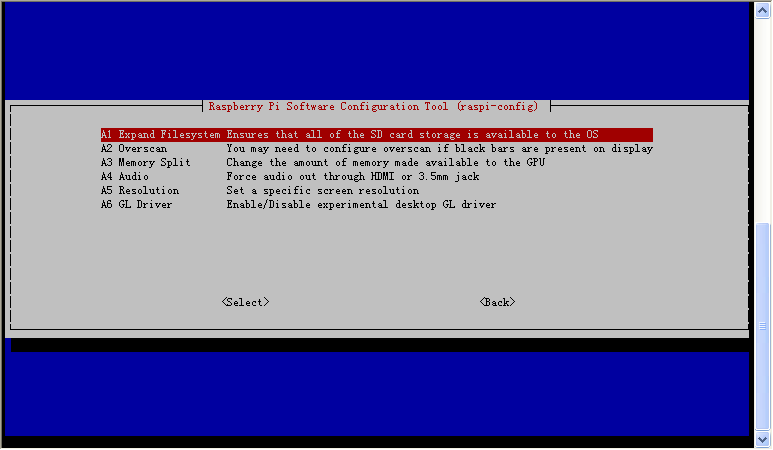 Raspberry Pi Software Configuration Tool (raspi-config)
A1 Expand Filesystem Ensures that all of the SD card storage is available to the OS
A2 Overscan You may need to configure overscan if black bars are present on display
A3 Memory Split Change the amount of memory made available to the GPU
A4 Audio Force audio out through HDMI or 3.5mm jack
A5 Resolution Set a specific screen resolution
A6 GL Driver Enable/Disable experimental desktop GL driver
<Select> <Back>